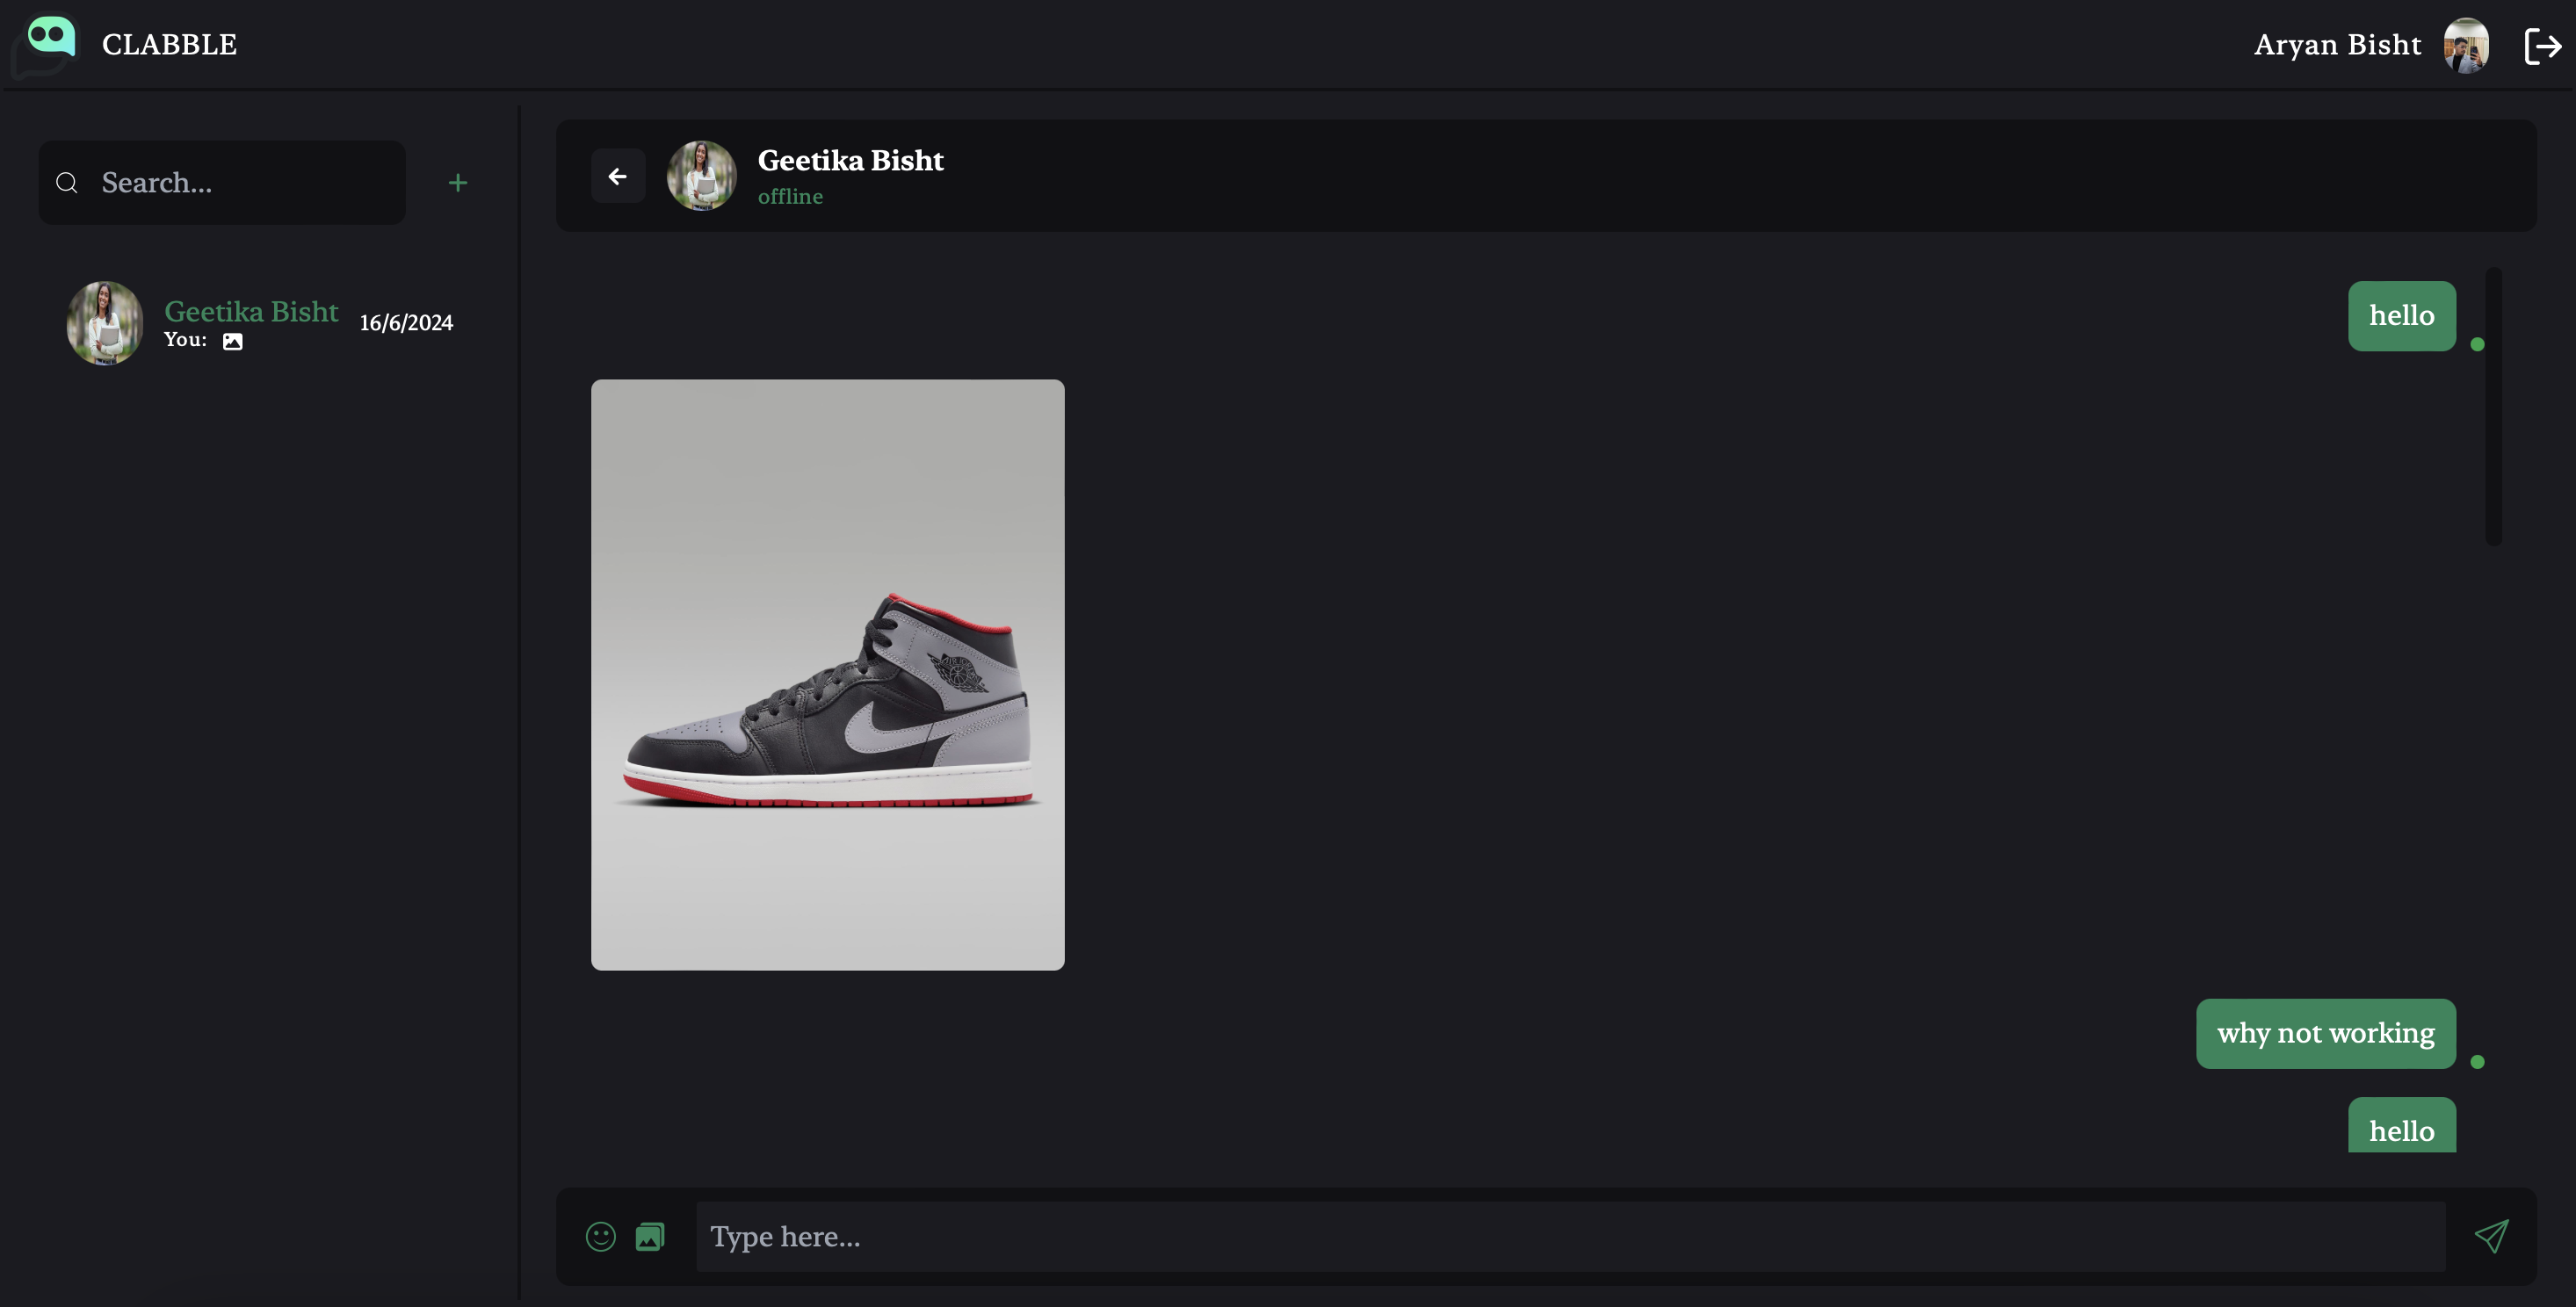 CLABBLE
Aryan Bisht
Search...
+
Geetika Bisht
You:
16/6/2024
Geetika Bisht
offline
hello
why not working
hello
Type here...